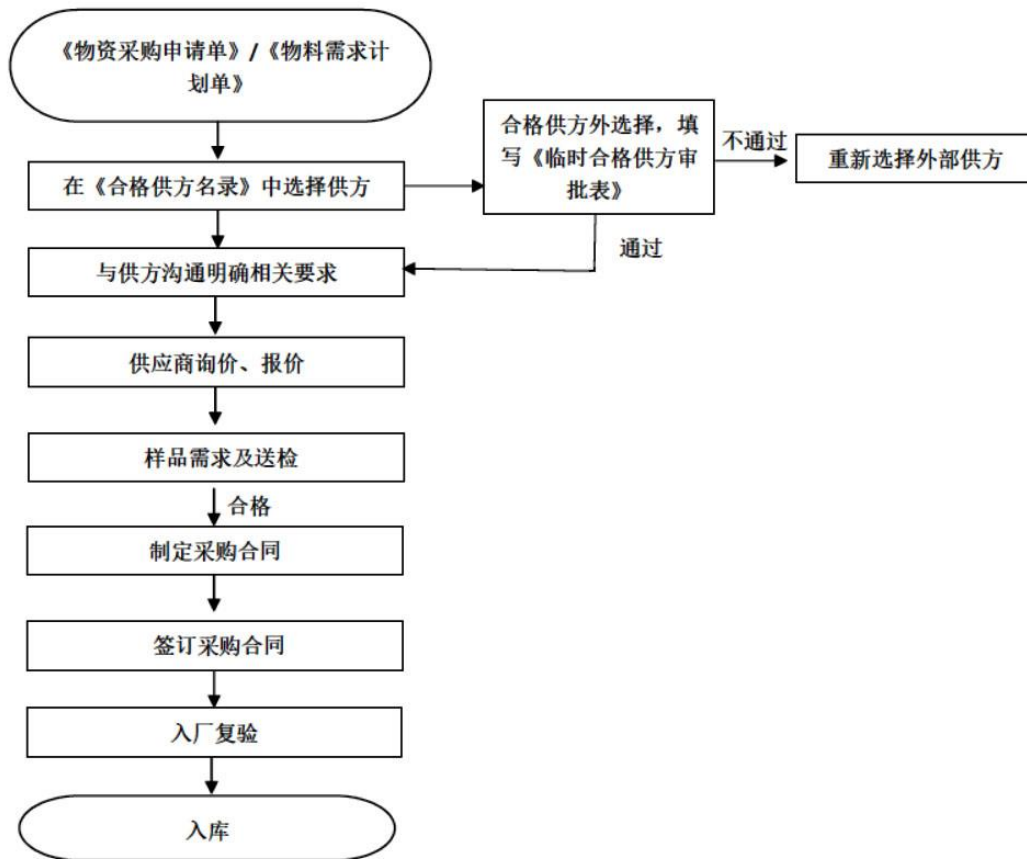 《物资采购申请单》/《物料需求计
划单》
合格供方外选择，填
写《临时合格供方审
批表》
不通过
重新选择外部供方
在《合格供方名录》中选择供方
通过
与供方沟通明确相关要求
供应商询价、报价
样品需求及送检
合格
制定采购合同
签订采购合同
入厂复验
入库